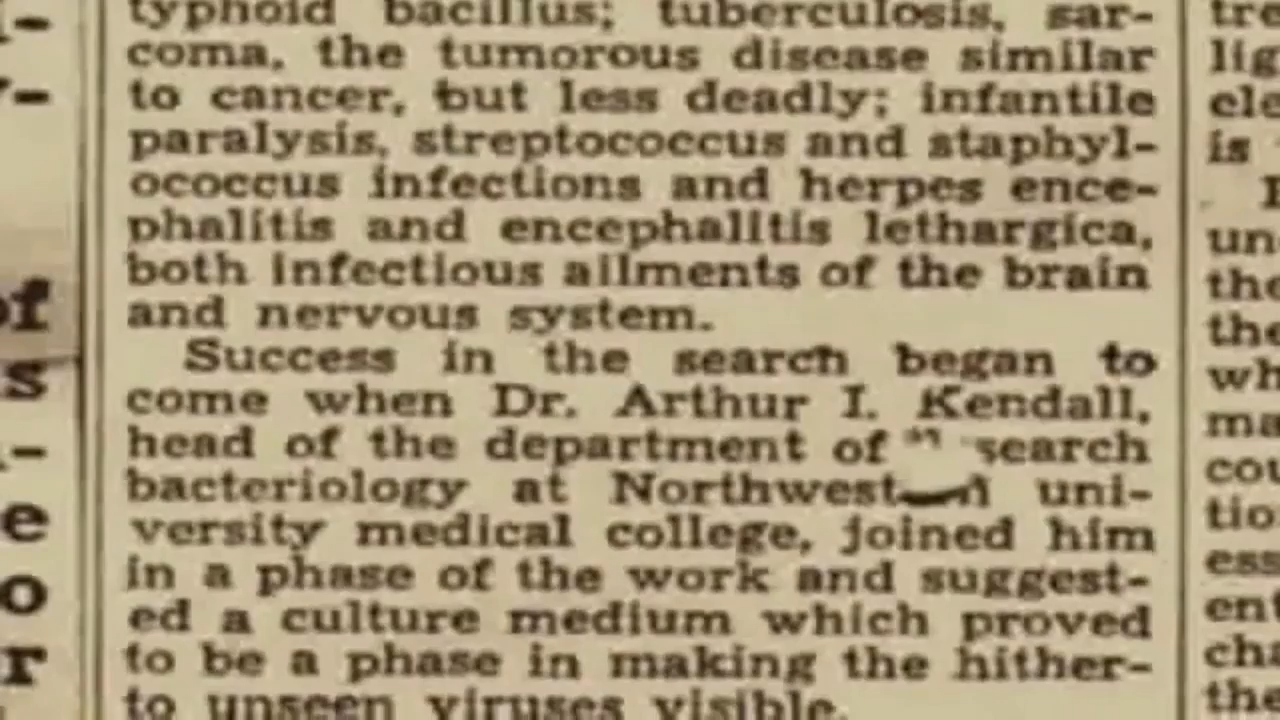 typhoid bacillus; tuberculosis, sar-
coma, the tumorous disease similar
to cancer, but less deadly; infantile
paralysis, streptococcus and staphyl-
ococcus infections and herpes ence-
phalitis and encephalitis lethargica,
both infectious ailments of the brain
and nervous system.
Success in the search began to
come when Dr. Arthur I. Kendall,
head of the department of search
bacteriology at uni-
versity medical college, joined him
in a phase of the work and suggest-
ed a culture medium which proved
to be a phase in making the hither-
to unseen viruses visible.